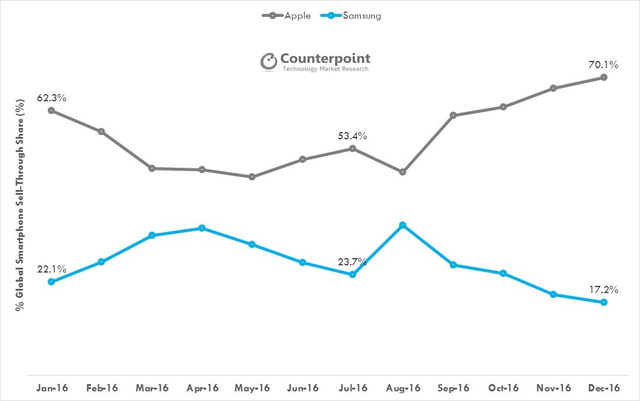 Apple Samsung
Counterpoint
Technology Market Research
70.1%
62.3%
53.4%
% Global Smartphone Sell-Through Share (%)
22.1%
23.7%
17.2%
Jan-16 Feb-16 Mar-16 Apr-16 May-16 Jun-16 Jul-16 Aug-16 Sep-16 Oct-16 Nov-16 Dec-16